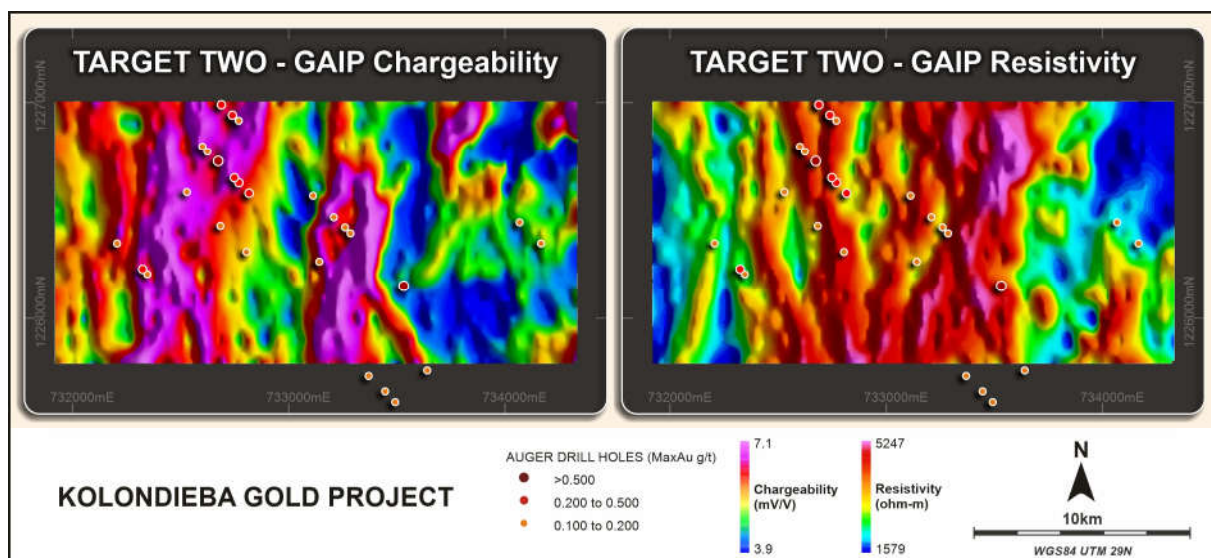 TARGET TWO - GAIP Chargeability
TARGET TWO - GAIP Resistivity
1227000mN
1226000mN
732000mE
733000mE
734000mE
1227000mN
1226000mN
732000mE
733000mE
734000mE
KOLONDIEBA GOLD PROJECT
AUGER DRILL HOLES (MaxAu g/t)
>0.500
0.200 to 0.500
0.100 to 0.200
7.1
Chargeability
(mV/V)
3.9
5247
Resistivity
(ohm-m)
1579
N
10km
WGS84 UTM 29N